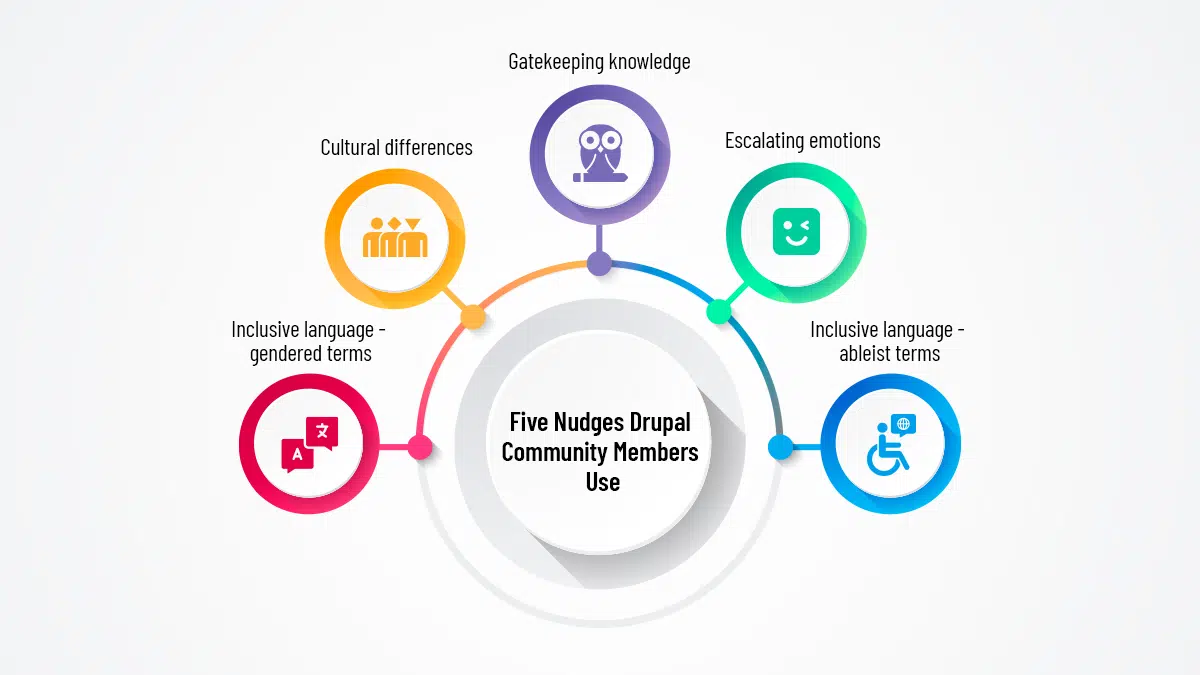 Gatekeeping knowledge
Cultural differences
Escalating emotions
Inclusive language -
gendered terms
Inclusive language -
ableist terms
A
文
Five Nudges Drupal
Community Members
Use